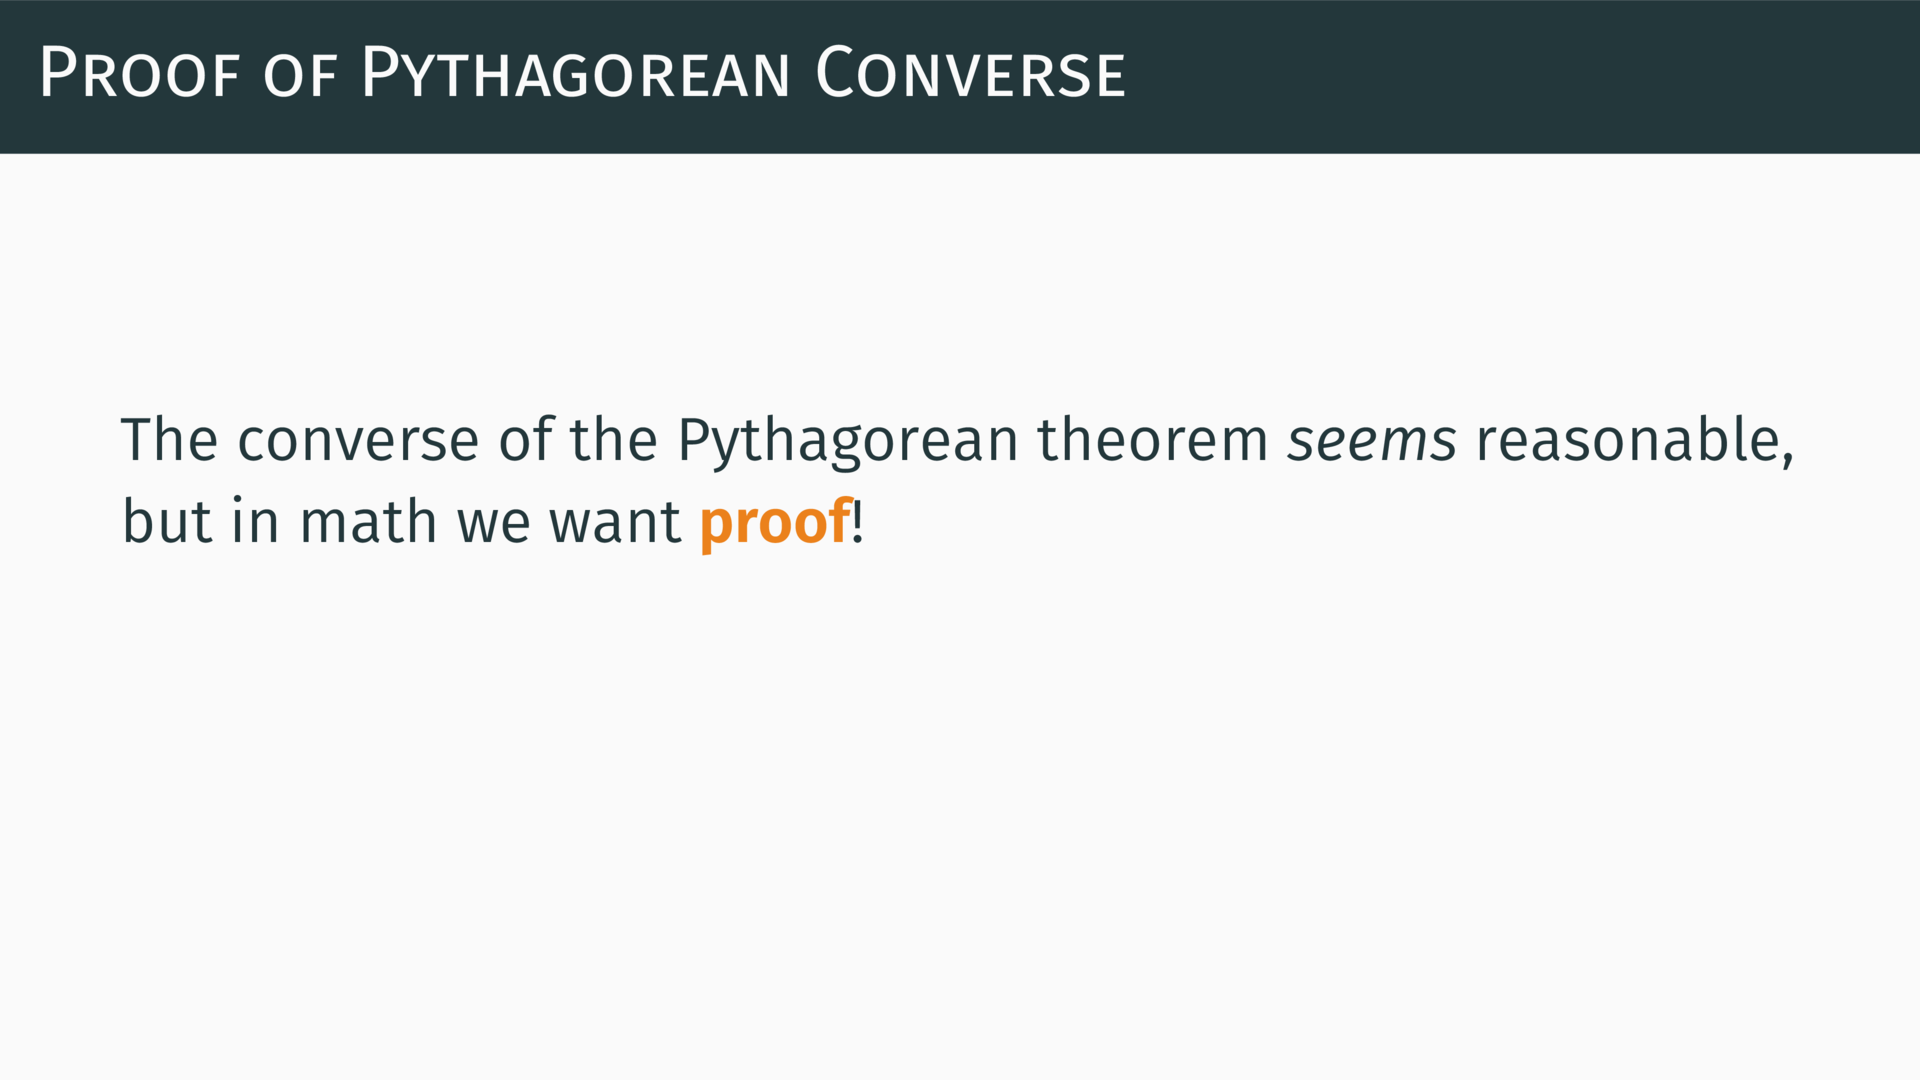 Proof of Pythagorean Converse
The converse of the Pythagorean theorem seems reasonable,
but in math we want proof!